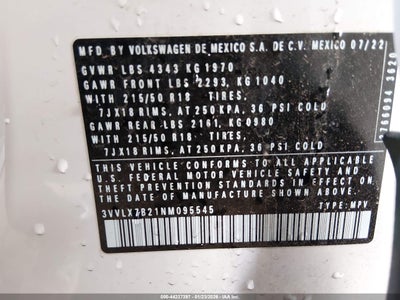 MFD. BY VOLKSWAGEN DE MEXICO S.A. DE C.V. MEXICO 07/22
GVWR LBS 4343 KG 1970
GAWR FRONT LBS 2293, KG 1040
WITH 215/50 R18 TIRES,
7JX18 RIMS, AT 250 KPA, 36 PSI COLD
GAWR REAR LBS 2161, KG 0980
WITH 215/50 R18 TIRES,
7JX18 RIMS, AT 250 KPA, 36 PSI COLD
THIS VEHICLE CONFORMS TO ALL APPLICABLE
U.S. FEDERAL MOTOR VEHICLE SAFETY AND
THEFT PREVENTION STANDARDS IN EFFECT ON THE
DATE OF MANUFACTURE SHOWN ABOVE.
3VVLX7B21NM095545 TYPE: MPV